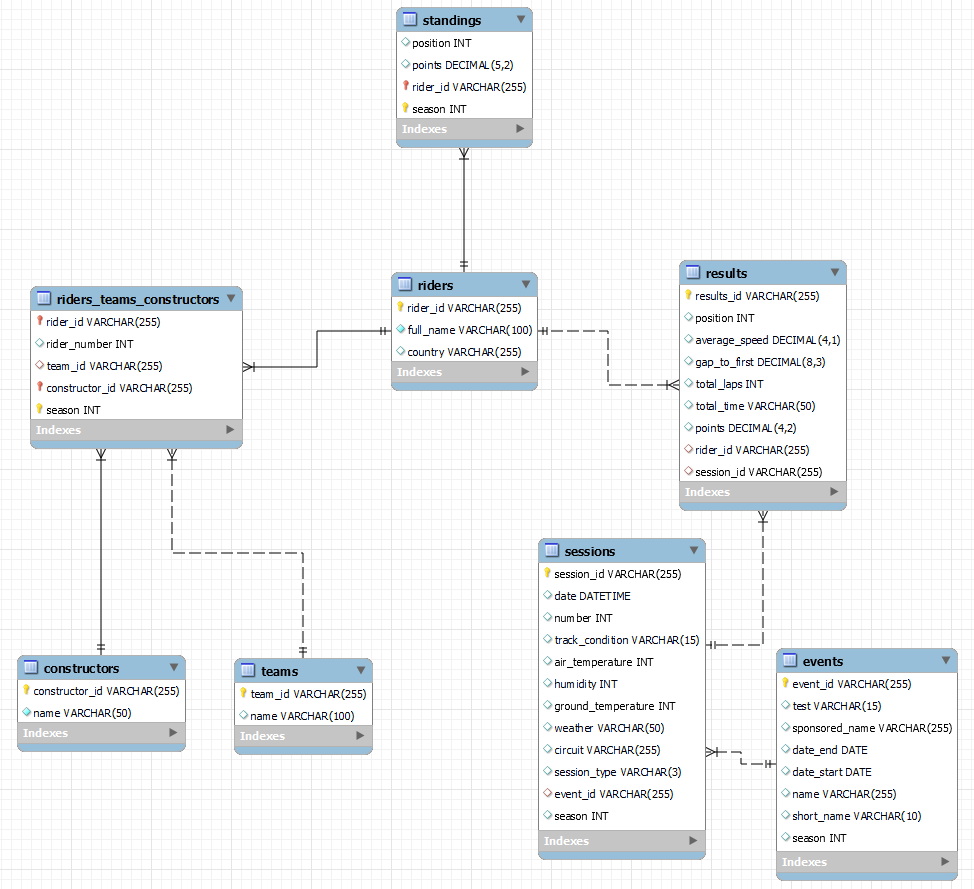 standings
position INT
points DECIMAL(5,2)
rider_id VARCHAR(255)
season INT
Indexes
riders
rider_id VARCHAR(255)
full_name VARCHAR(100)
country VARCHAR(255)
Indexes
results
results_id VARCHAR(255)
position INT
average_speed DECIMAL(4,1)
gap_to_first DECIMAL(8,3)
total_laps INT
total_time VARCHAR(50)
points DECIMAL(4,2)
rider_id VARCHAR(255)
session_id VARCHAR(255)
Indexes
riders_teams_constructors
rider_id VARCHAR(255)
rider_number INT
team_id VARCHAR(255)
constructor_id VARCHAR(255)
season INT
Indexes
sessions
session_id VARCHAR(255)
date DATETIME
number INT
track_condition VARCHAR(15)
air_temperature INT
humidity INT
ground_temperature INT
weather VARCHAR(50)
circuit VARCHAR(255)
session_type VARCHAR(3)
event_id VARCHAR(255)
season INT
Indexes
events
event_id VARCHAR(255)
test VARCHAR(15)
sponsored_name VARCHAR(255)
date_end DATE
date_start DATE
name VARCHAR(255)
short_name VARCHAR(10)
season INT
Indexes
constructors
constructor_id VARCHAR(255)
name VARCHAR(50)
Indexes
teams
team_id VARCHAR(255)
name VARCHAR(100)
Indexes